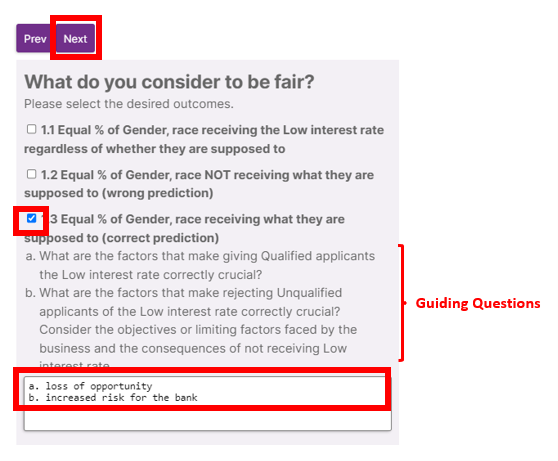 Prev Next
What do you consider to be fair?
Please select the desired outcomes.
1.1 Equal % of Gender, race receiving the Low interest rate
regardless of whether they are supposed to
1.2 Equal % of Gender, race NOT receiving what they are
supposed to (wrong prediction)
1.3 Equal % of Gender, race receiving what they are
supposed to (correct prediction)
a. What are the factors that make giving Qualified applicants
the Low interest rate correctly crucial?
b. What are the factors that make rejecting Unqualified
applicants of the Low interest rate correctly crucial?
Consider the objectives or limiting factors faced by the
business and the consequences of not receiving Low
interest rate
Guiding Questions
a. loss of opportunity
b. increased risk for the bank